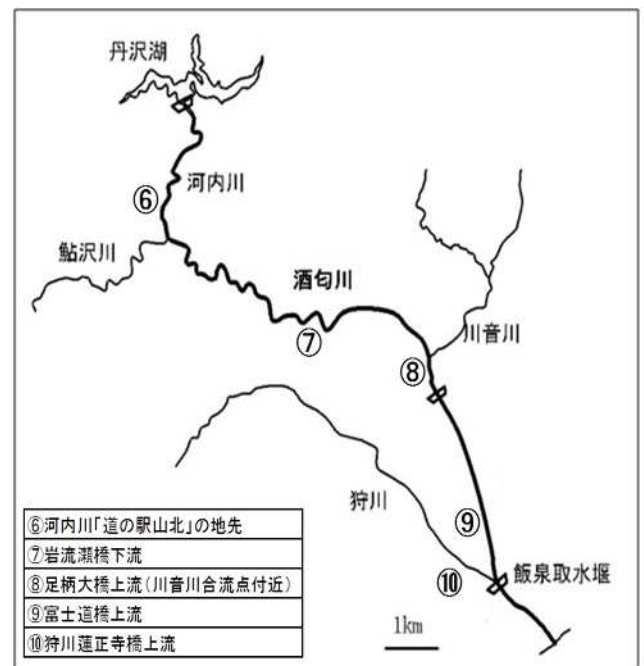 丹沢湖
⑥
河内川
鮎沢川
酒匂川
⑦
川音川
⑧
狩川
⑨
⑩
飯泉取水堰
1km
⑥河内川「道の駅山北」の地先
⑦岩流瀬橋下流
⑧足柄大橋上流(川音川合流点付近)
⑨富士道橋上流
⑩狩川蓮正寺橋上流